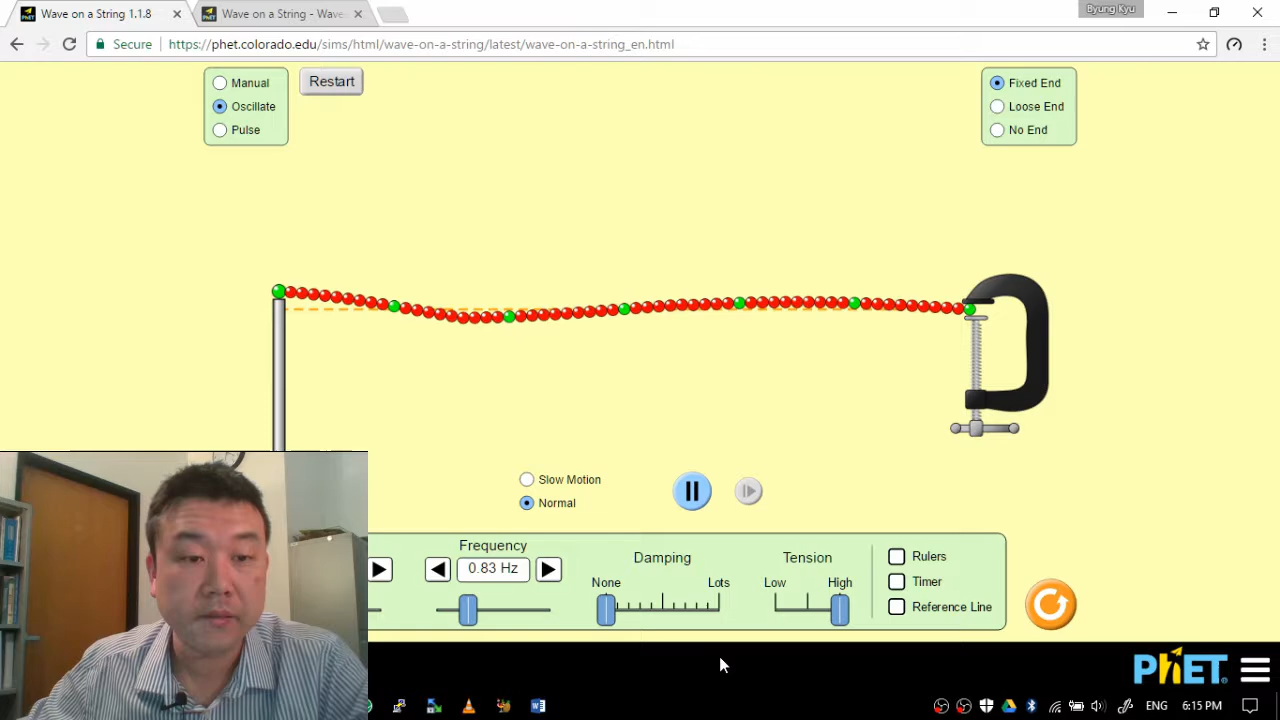 Wave on a String 1.1.8
Wave on a String - Wave
Byung Kyu
Secure
https://phet.colorado.edu/sims/html/wave-on-a-string/latest/wave-on-a-string_en.html
Manual
Oscillate
Pulse
Restart
Fixed End
Loose End
No End
Slow Motion
Normal
Frequency
0.83 Hz
Damping
None
Lots
Tension
Low
High
Rulers
Timer
Reference Line
PhET
ENG
6:15 PM